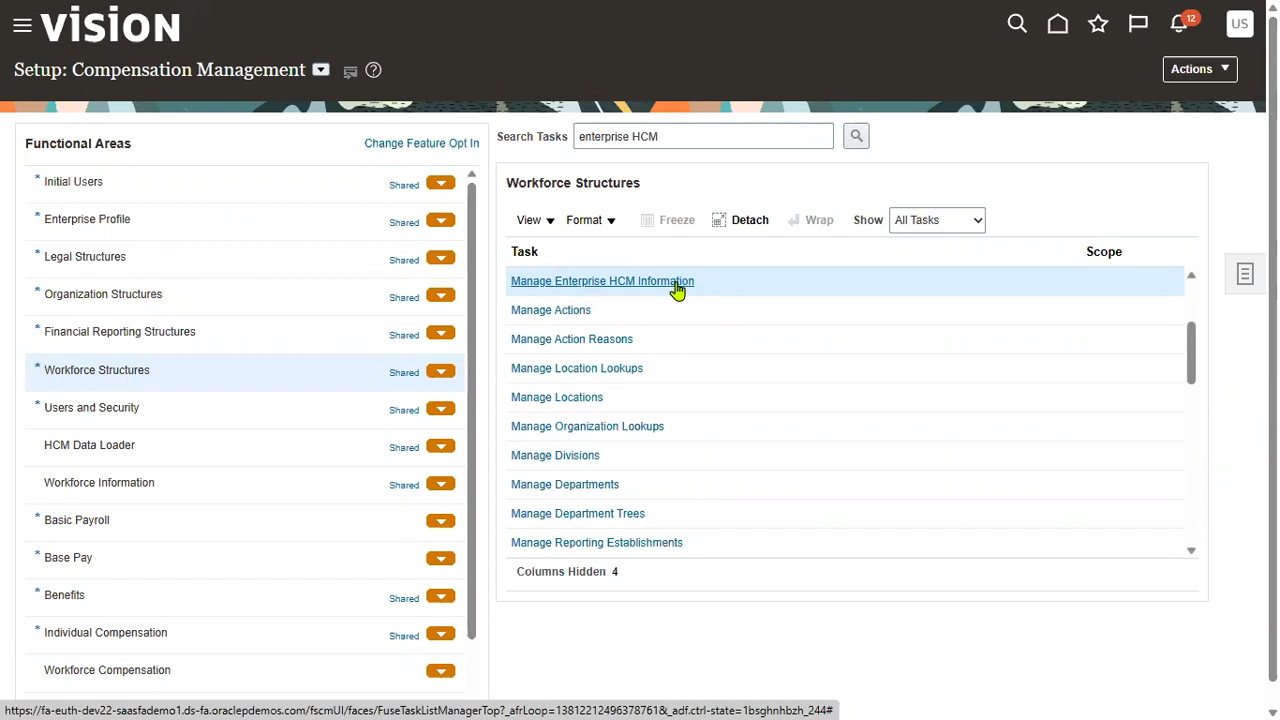 VISION
12
US
Setup: Compensation Management
Actions
Functional Areas
Change Feature Opt In
Search Tasks
enterprise HCM
* Initial Users Shared
* Enterprise Profile Shared
* Legal Structures Shared
* Organization Structures Shared
* Financial Reporting Structures Shared
* Workforce Structures Shared
* Users and Security Shared
HCM Data Loader Shared
Workforce Information Shared
* Basic Payroll
* Base Pay
* Benefits Shared
* Individual Compensation Shared
Workforce Compensation
Workforce Structures
View Format Freeze Detach Wrap Show All Tasks
Task Scope
Manage Enterprise HCM Information
Manage Actions
Manage Action Reasons
Manage Location Lookups
Manage Locations
Manage Organization Lookups
Manage Divisions
Manage Departments
Manage Department Trees
Manage Reporting Establishments
Columns Hidden 4
https://fa-euth-dev22-saasfademo1.ds-fa.oraclepdemos.com/fscmUI/faces/FuseTaskListManagerTop?_afrLoop=13812212496378761&_adf.ctrl-state=1bsghnhbzh_244#